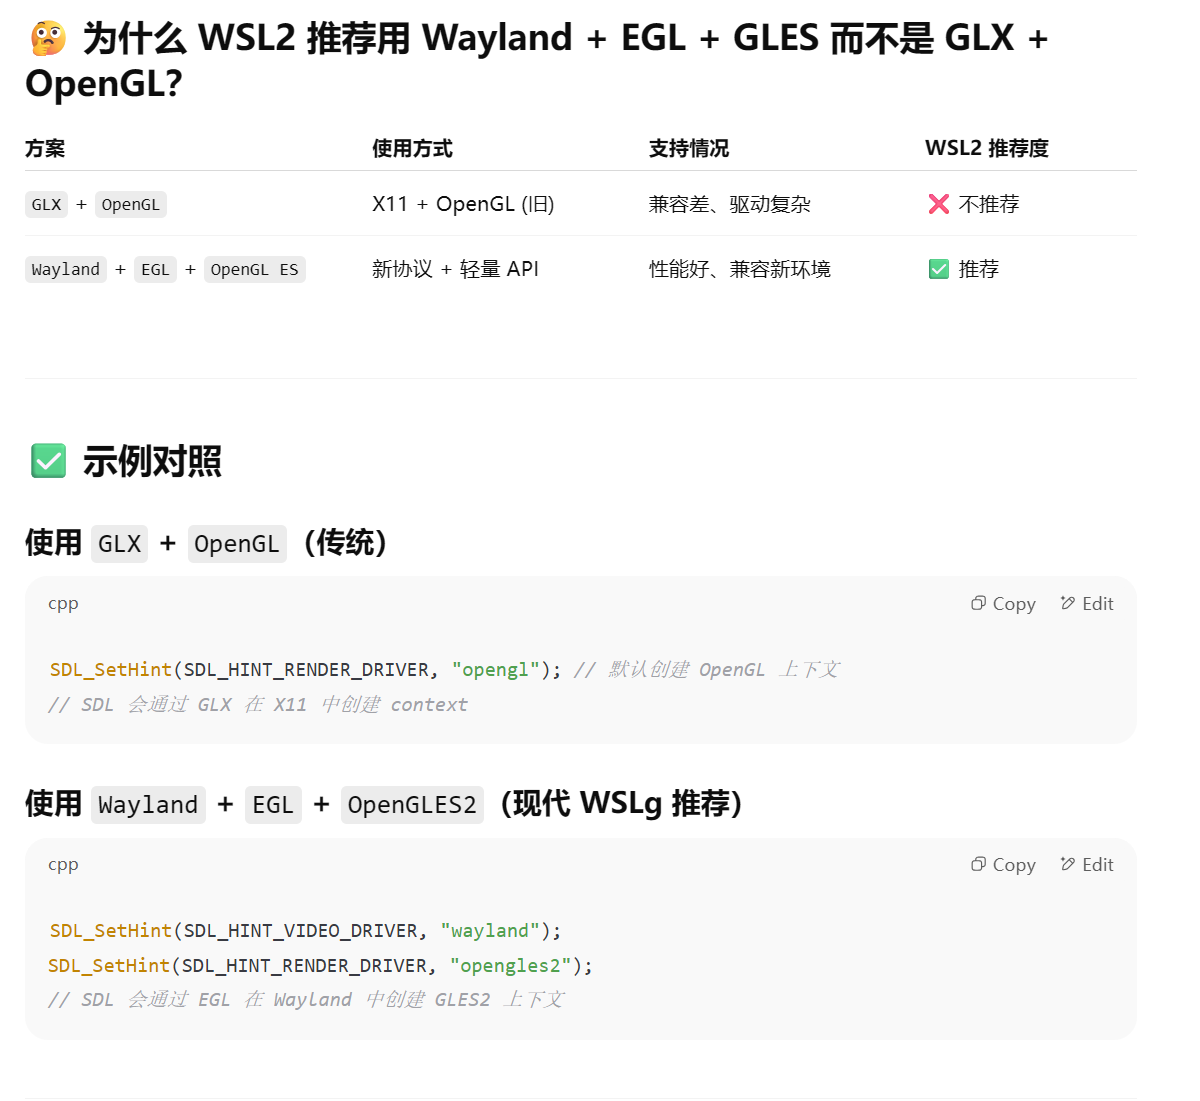 🤔 为什么 WSL2 推荐用 Wayland + EGL + GLES 而不是 GLX +
OpenGL?
方案 使用方式 支持情况 WSL2 推荐度
GLX + OpenGL X11 + OpenGL (旧) 兼容差、驱动复杂 ❌ 不推荐
Wayland + EGL + OpenGL ES 新协议 + 轻量 API 性能好、兼容新环境 ✅ 推荐
✅ 示例对照
使用 GLX + OpenGL（传统）
cpp Copy Edit
SDL_SetHint(SDL_HINT_RENDER_DRIVER, "opengl"); // 默认创建 OpenGL 上下文
// SDL 会通过 GLX 在 X11 中创建 context
使用 Wayland + EGL + OpenGLES2（现代 WSLg 推荐）
cpp Copy Edit
SDL_SetHint(SDL_HINT_VIDEO_DRIVER, "wayland");
SDL_SetHint(SDL_HINT_RENDER_DRIVER, "opengles2");
// SDL 会通过 EGL 在 Wayland 中创建 GLES2 上下文